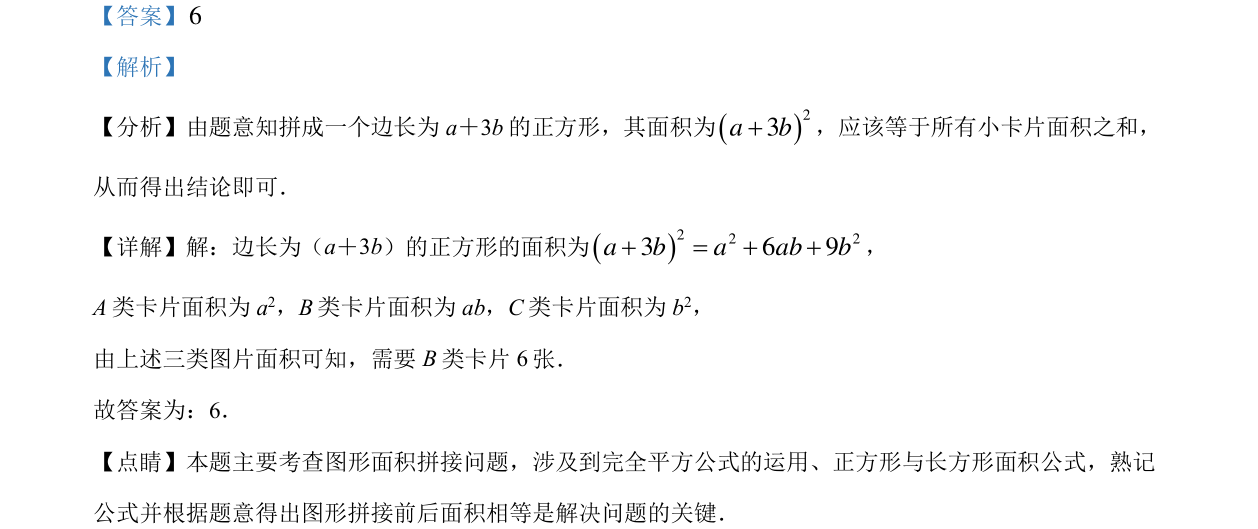 【答案】6
【解析】
【分析】由题意知拼成一个边长为 a＋3b 的正方形，其面积为(a+3b)²，应该等于所有小卡片面积之和，
从而得出结论即可．
【详解】解：边长为（a＋3b）的正方形的面积为(a+3b)²=a²+6ab+9b²，
A 类卡片面积为 a²，B 类卡片面积为 ab，C 类卡片面积为 b²，
由上述三类图片面积可知，需要 B 类卡片 6 张．
故答案为：6．
【点睛】本题主要考查图形面积拼接问题，涉及到完全平方公式的运用、正方形与长方形面积公式，熟记
公式并根据题意得出图形拼接前后面积相等是解决问题的关键．